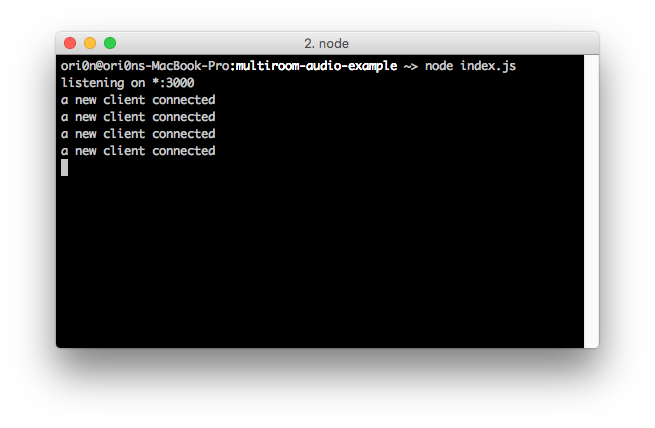 2. node
ori0n@ori0ns-MacBook-Pro:multiroom-audio-example ~> node index.js
listening on *:3000
a new client connected
a new client connected
a new client connected
a new client connected